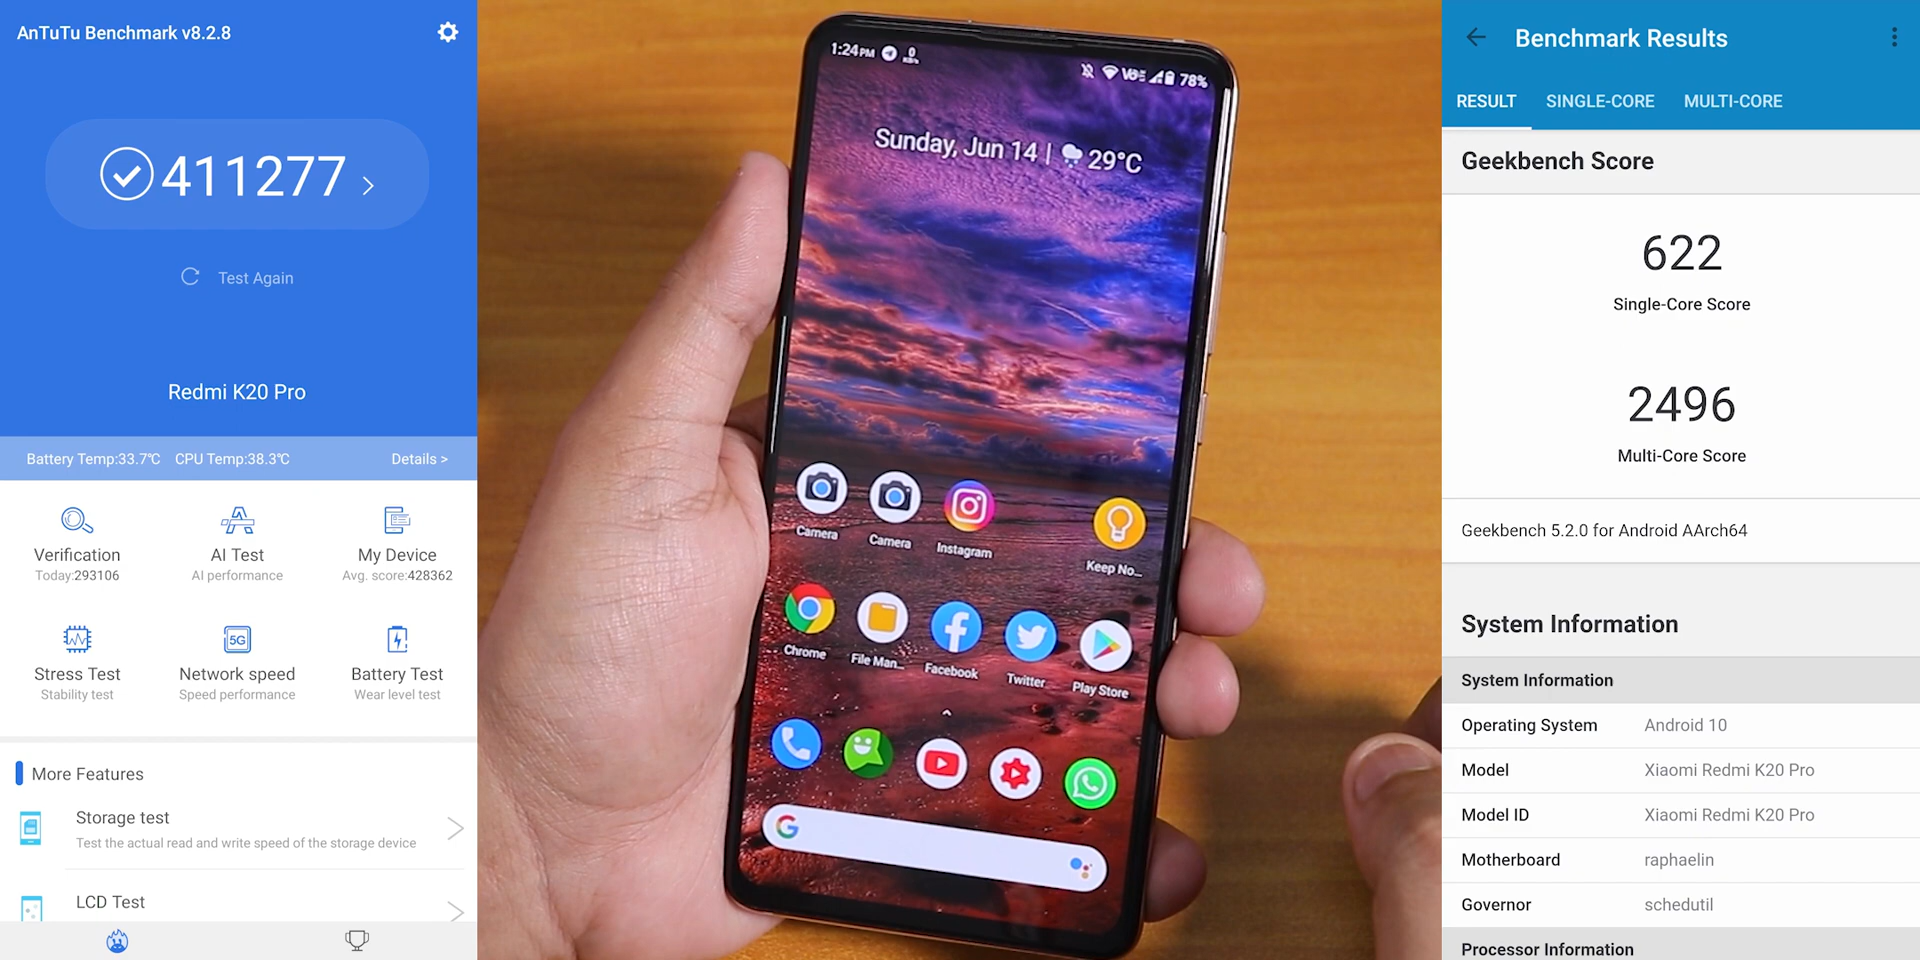 AnTuTu Benchmark v8.2.8
411277
Test Again
Redmi K20 Pro
Battery Temp:33.7℃ CPU Temp:38.3℃ Details >
Verification
Today:293106
AI Test
AI performance
My Device
Avg. score:428362
Stress Test
Stability test
5G
Network speed
Speed performance
Battery Test
Wear level test
More Features
Storage test
Test the actual read and write speed of the storage device
LCD Test
1:24PM 0 KB/s 78%
Sunday, Jun 14 | 29°C
Camera
Camera
Instagram
Keep No...
Chrome
File Man...
Facebook
Twitter
Play Store
Benchmark Results
RESULT SINGLE-CORE MULTI-CORE
Geekbench Score
622
Single-Core Score
2496
Multi-Core Score
Geekbench 5.2.0 for Android AArch64
System Information
System Information
Operating System Android 10
Model Xiaomi Redmi K20 Pro
Model ID Xiaomi Redmi K20 Pro
Motherboard raphaelin
Governor schedutil
Processor Information